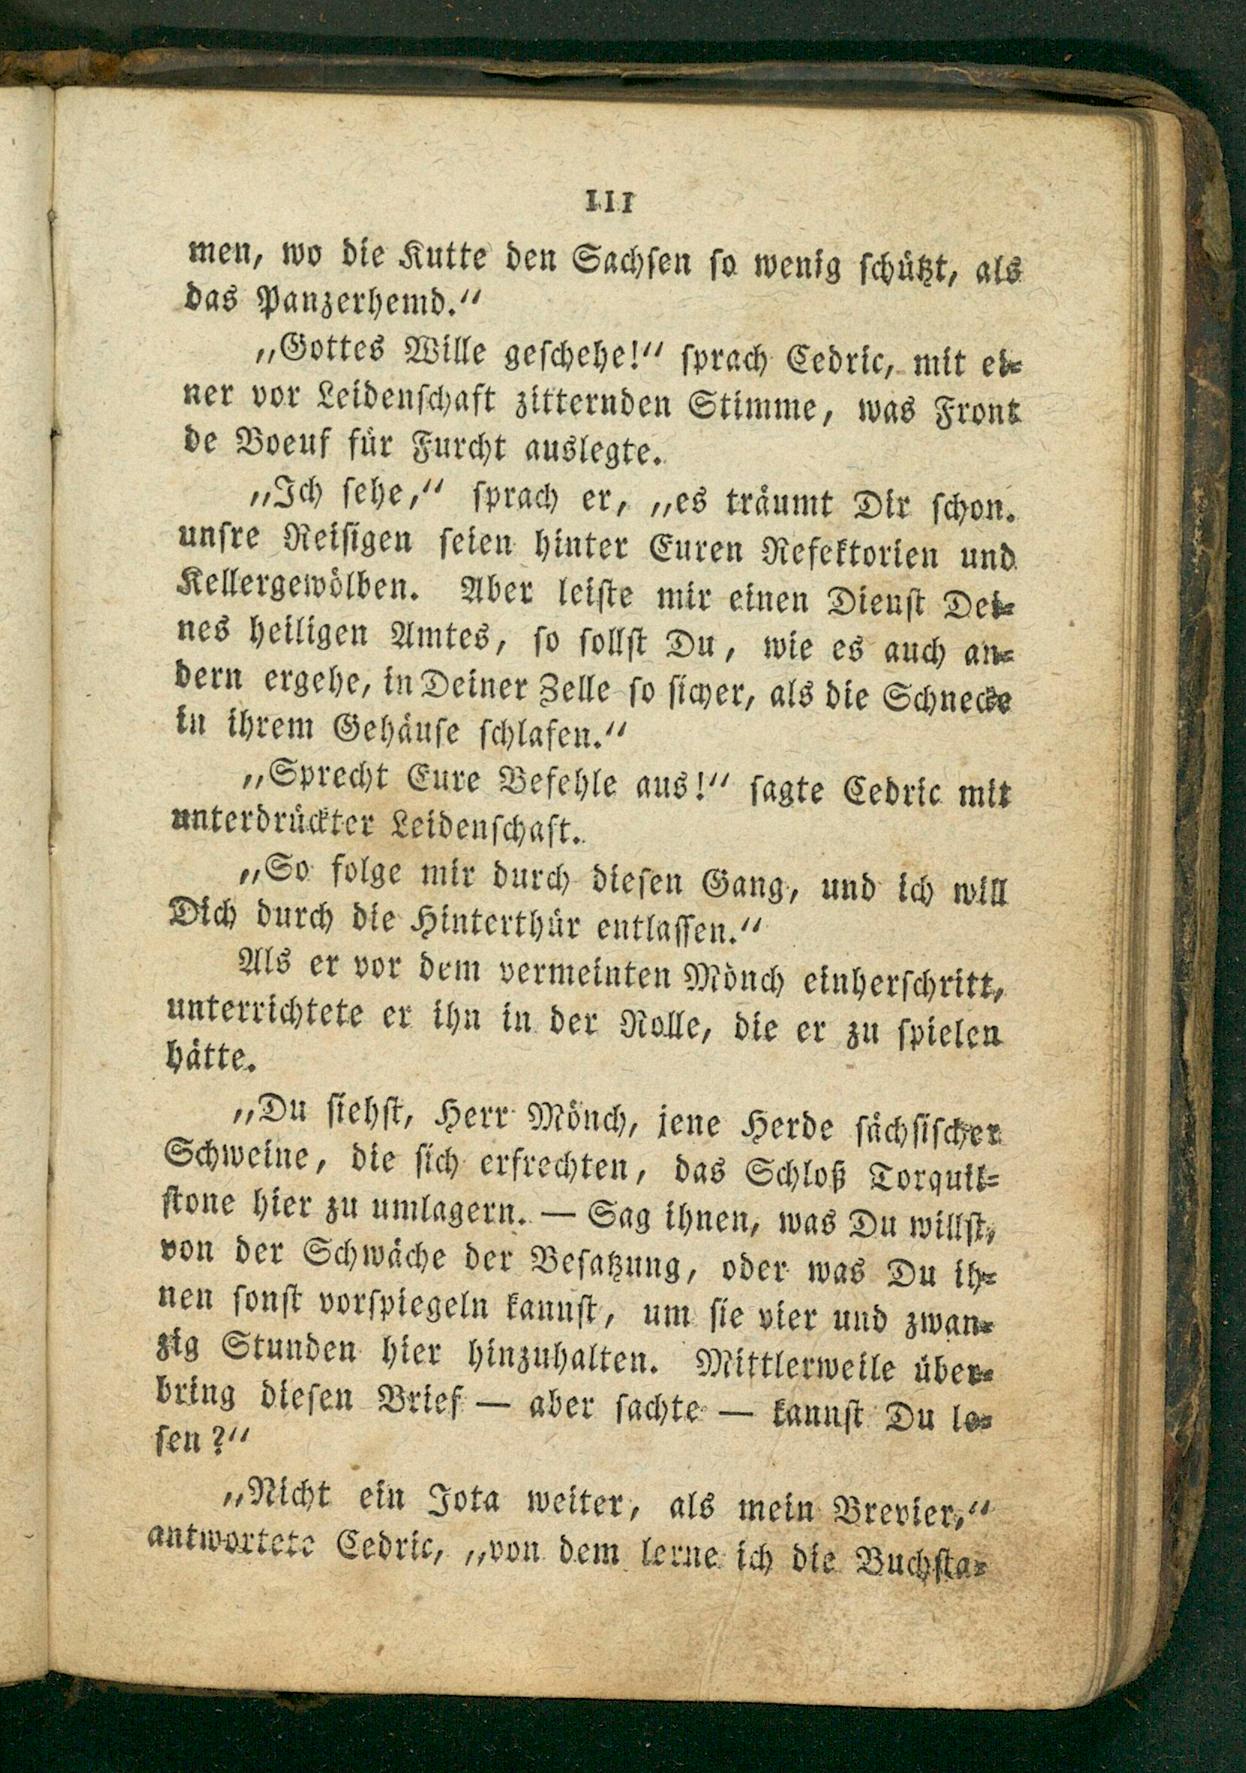 111
men, wo die Kutte den Sachſen ſo wenig ſchützt, als
das Panzerhemd.“
„Gottes Wille geſchehe!“ ſprach Cedric, mit ei-
ner vor Leidenſchaft zitternden Stimme, was Front
de Boeuf für Furcht auslegte.
„Ich ſehe,“ ſprach er, „es träumt Dir ſchon.
unſre Reiſigen ſeien hinter Euren Refektorien und
Kellergewölben. Aber leiſte mir einen Dienſt Dei-
nes heiligen Amtes, ſo ſollſt Du, wie es auch an-
dern ergehe, in Deiner Zelle ſo ſicher, als die Schnecke
in ihrem Gehäuſe ſchlafen.“
„Sprecht Eure Befehle aus!“ ſagte Cedric mit
unterdrückter Leidenſchaft.
„So folge mir durch dieſen Gang, und ich will
Dich durch die Hinterthür entlaſſen.“
Als er vor dem vermeinten Mönch einherſchritt,
unterrichtete er ihn in der Rolle, die er zu ſpielen
hätte.
„Du ſiehſt, Herr Mönch, jene Herde ſächſiſcher
Schweine, die ſich erfrechten, das Schloß Torquil-
ſtone hier zu umlagern. — Sag ihnen, was Du willſt,
von der Schwäche der Beſatzung, oder was Du ih-
nen ſonſt vorſpiegeln kannſt, um ſie vier und zwan-
zig Stunden hier hinzuhalten. Mittlerweile über-
bring dieſen Brief — aber ſachte — kannſt Du le-
ſen?“
„Nicht ein Jota weiter, als mein Brevier,“
antwortete Cedric, „von dem lerne ich die Buchſta-